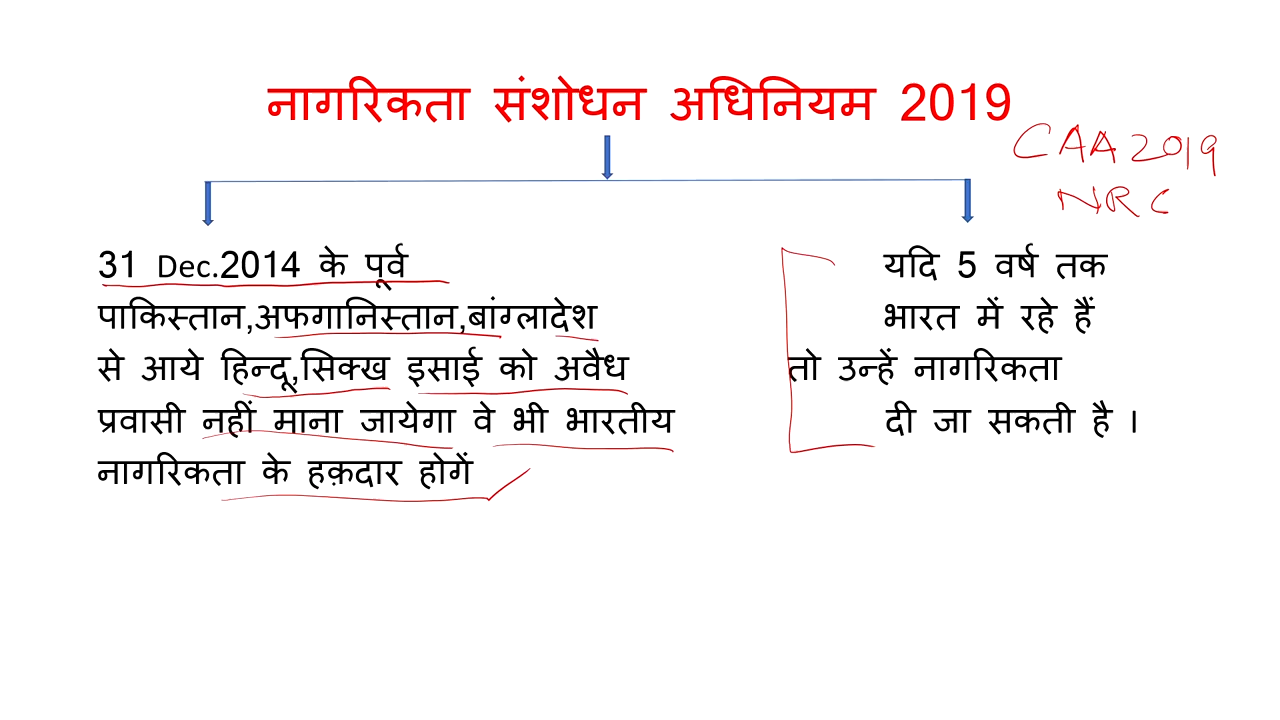 नागरिकता संशोधन अधिनियम 2019
CAA 2019
NRC
31 Dec.2014 के पूर्व
पाकिस्तान,अफगानिस्तान,बांग्लादेश
से आये हिन्दू,सिक्ख इसाई को अवैध
प्रवासी नहीं माना जायेगा वे भी भारतीय
नागरिकता के हक़दार होगें
यदि 5 वर्ष तक
भारत में रहे हैं
तो उन्हें नागरिकता
दी जा सकती है ।